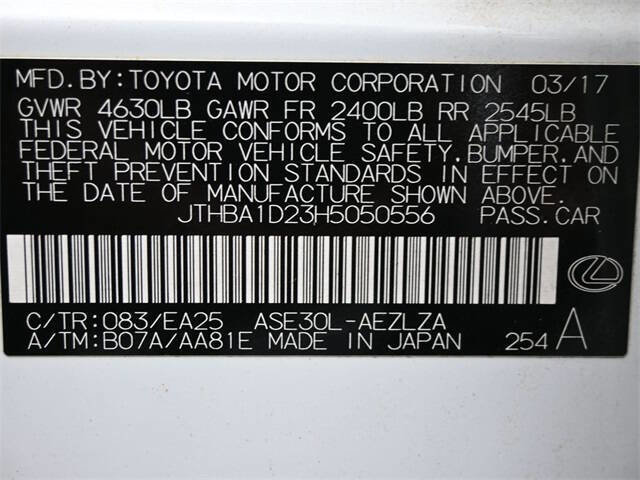 MFD.BY:TOYOTA MOTOR CORPORATION 03/17
GVWR 4630LB GAWR FR 2400LB RR 2545LB
THIS VEHICLE CONFORMS TO ALL APPLICABLE
FEDERAL MOTOR VEHICLE SAFETY,BUMPER,AND
THEFT PREVENTION STANDARDS IN EFFECT ON
THE DATE OF MANUFACTURE SHOWN ABOVE.
JTHBA1D23H5050556 PASS.CAR
C/TR:083/EA25 ASE30L-AEZLZA
A/TM:B07A/AA81E MADE IN JAPAN 254 A